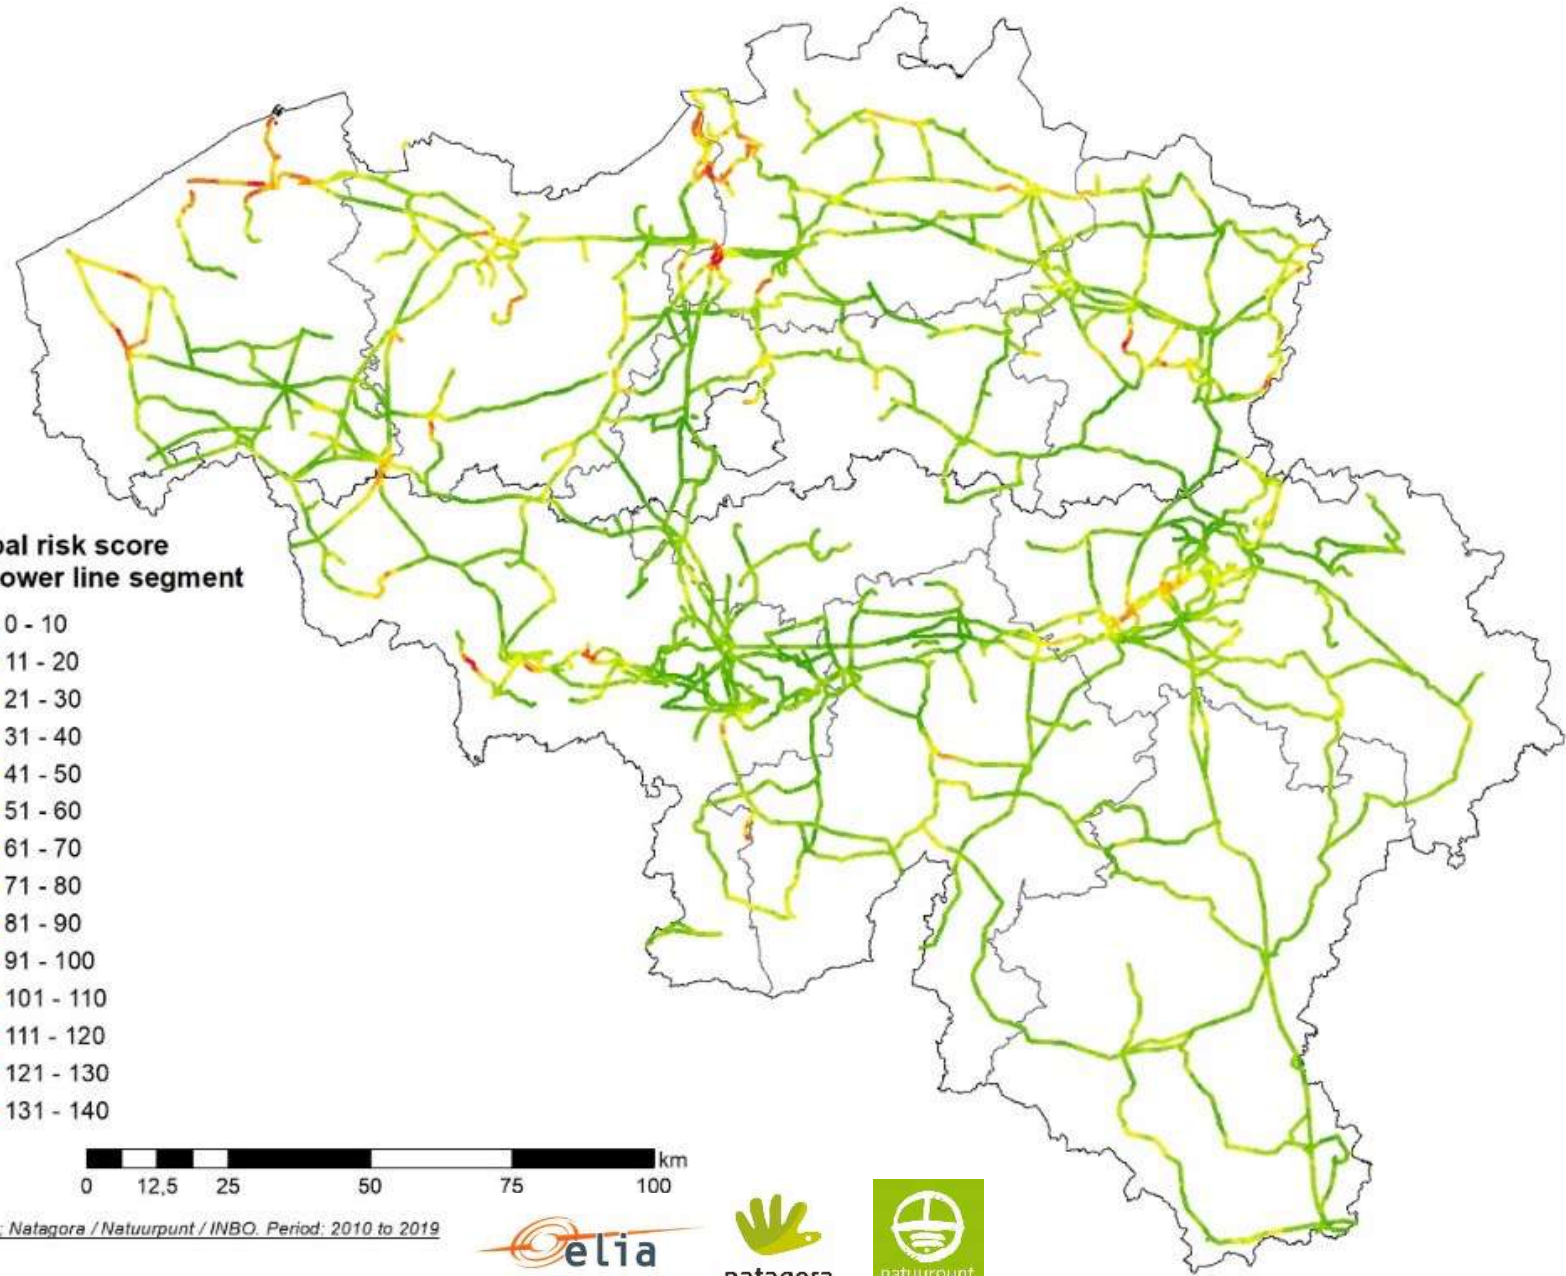 bal risk score
ower line segment
0 - 10
11 - 20
21 - 30
31 - 40
41 - 50
51 - 60
61 - 70
71 - 80
81 - 90
91 - 100
101 - 110
111 - 120
121 - 130
131 - 140
km
0 12,5 25 50 75 100
: Natagora / Natuurpunt / INBO. Period: 2010 to 2019
elia
natagora
natuurpunt